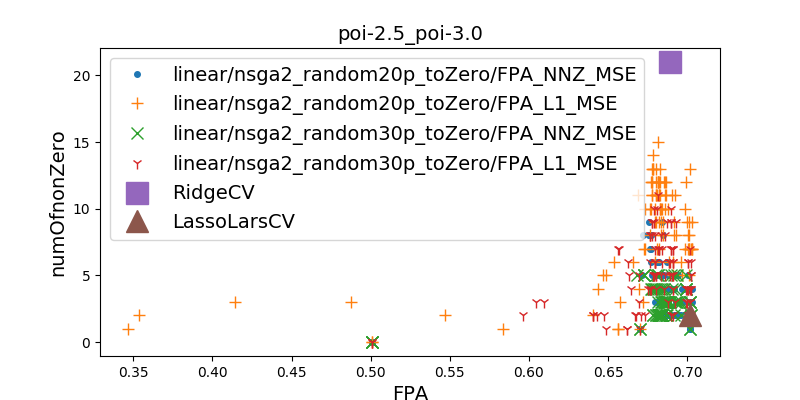 poi-2.5_poi-3.0
linear/nsga2_random20p_toZero/FPA_NNZ_MSE
linear/nsga2_random20p_toZero/FPA_L1_MSE
linear/nsga2_random30p_toZero/FPA_NNZ_MSE
linear/nsga2_random30p_toZero/FPA_L1_MSE
RidgeCV
LassoLarsCV
numOfnonZero
20
15
10
5
0
0.35
0.40
0.45
0.50
0.55
0.60
0.65
0.70
FPA